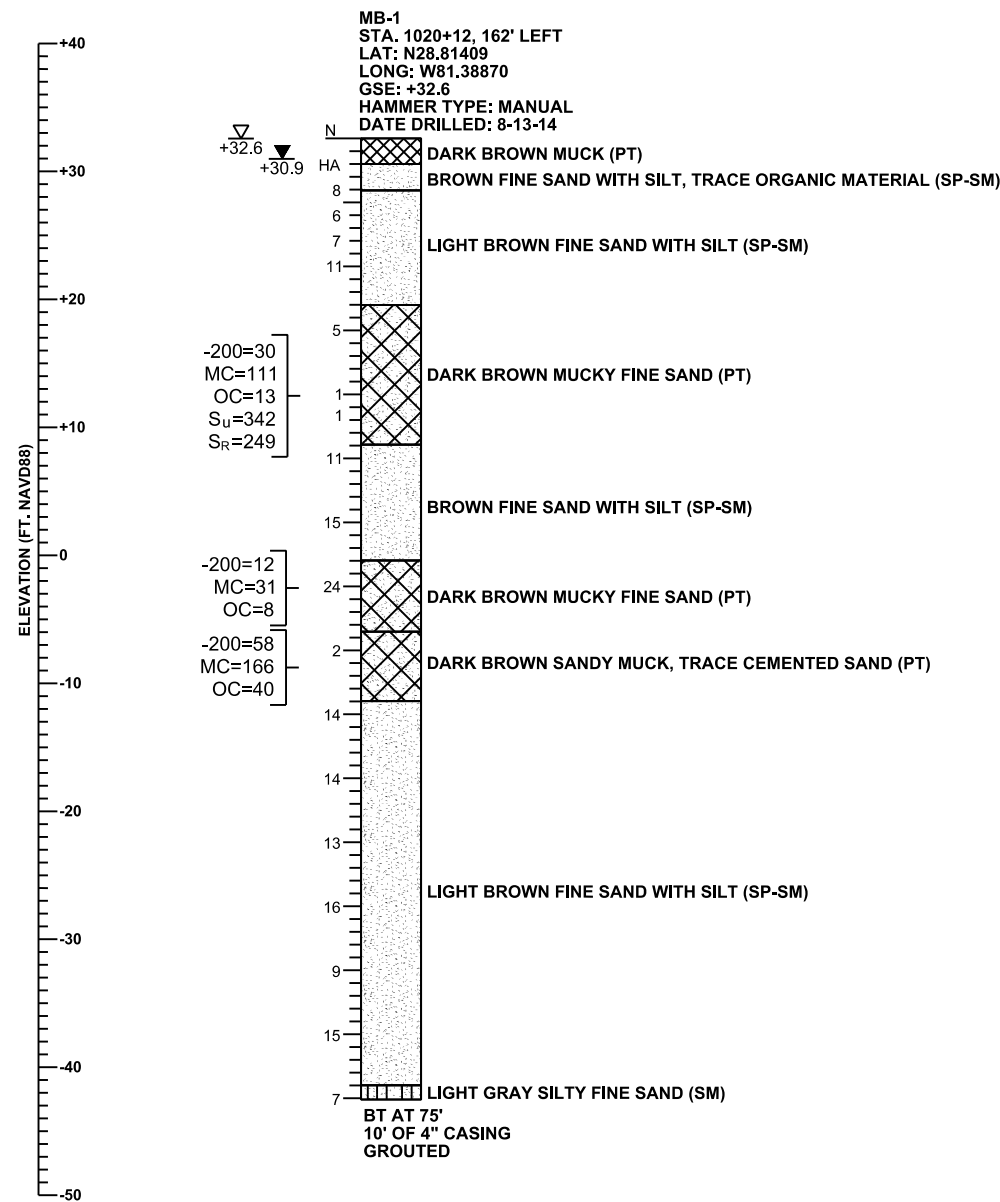 MB-1
STA. 1020+12, 162' LEFT
LAT: N28.81409
LONG: W81.38870
GSE: +32.6
HAMMER TYPE: MANUAL
DATE DRILLED: 8-13-14
+40
+30
+20
+10
0
-10
-20
-30
-40
-50
ELEVATION (FT. NAVD88)
+32.6
+30.9
N
HA
8
6
7
11
5
1
1
11
15
24
2
14
14
13
16
9
15
7
DARK BROWN MUCK (PT)
BROWN FINE SAND WITH SILT, TRACE ORGANIC MATERIAL (SP-SM)
LIGHT BROWN FINE SAND WITH SILT (SP-SM)
-200=30
MC=111
OC=13
Su=342
SR=249
DARK BROWN MUCKY FINE SAND (PT)
BROWN FINE SAND WITH SILT (SP-SM)
-200=12
MC=31
OC=8
DARK BROWN MUCKY FINE SAND (PT)
-200=58
MC=166
OC=40
DARK BROWN SANDY MUCK, TRACE CEMENTED SAND (PT)
LIGHT BROWN FINE SAND WITH SILT (SP-SM)
LIGHT GRAY SILTY FINE SAND (SM)
BT AT 75'
10' OF 4" CASING
GROUTED